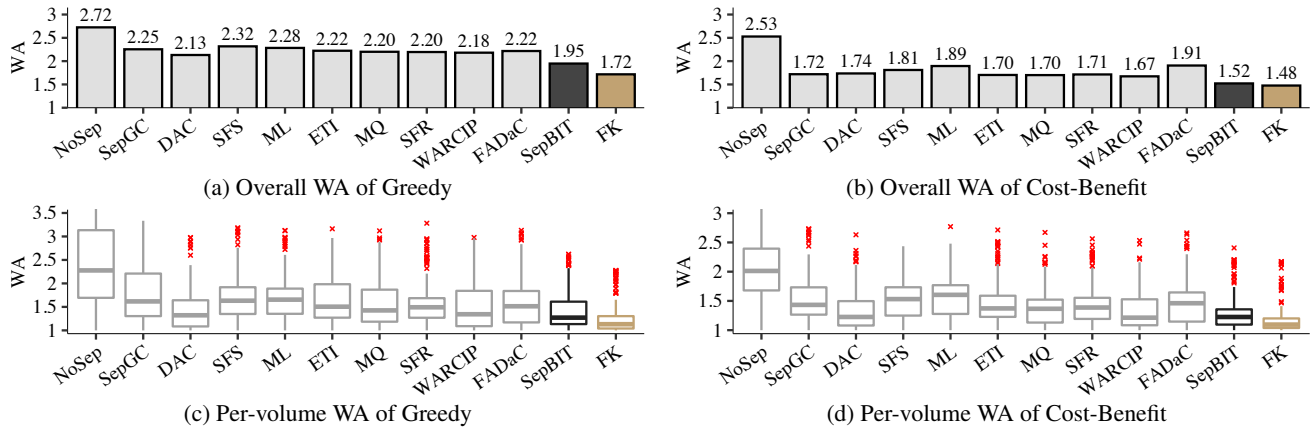 WA
3
2.5
2
1.5
1
2.72 2.25 2.13 2.32 2.28 2.22 2.20 2.20 2.18 2.22 1.95 1.72
NoSep SepGC DAC SFS ML ETI MQ SFR WARCIP FADaC SepBIT FK
(a) Overall WA of Greedy
WA
3
2.5
2
1.5
1
2.53 1.72 1.74 1.81 1.89 1.70 1.70 1.71 1.67 1.91 1.52 1.48
NoSep SepGC DAC SFS ML ETI MQ SFR WARCIP FADaC SepBIT FK
(b) Overall WA of Cost-Benefit
WA
3.5
3
2.5
2
1.5
1
NoSep SepGC DAC SFS ML ETI MQ SFR WARCIP FADaC SepBIT FK
(c) Per-volume WA of Greedy
WA
3
2.5
2
1.5
1
NoSep SepGC DAC SFS ML ETI MQ SFR WARCIP FADaC SepBIT FK
(d) Per-volume WA of Cost-Benefit